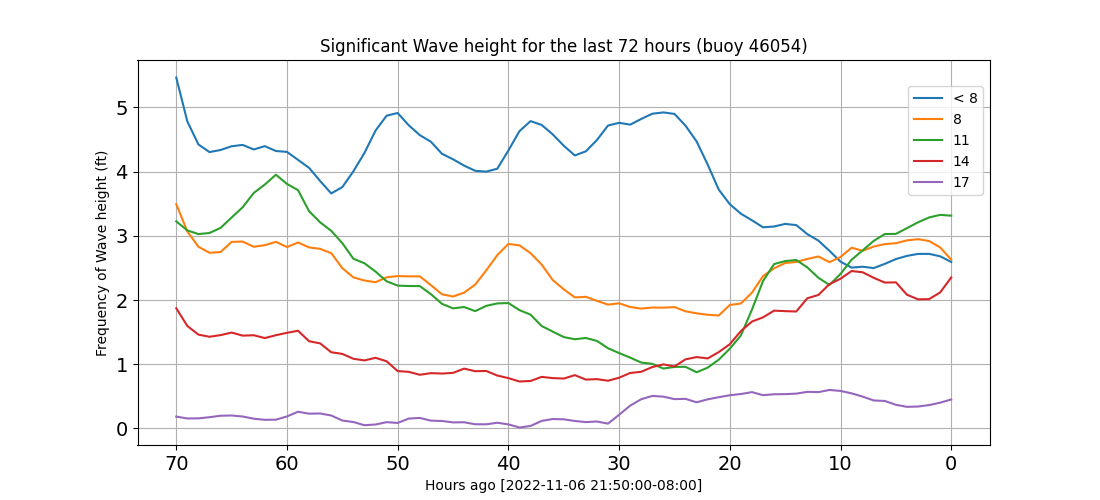 Significant Wave height for the last 72 hours (buoy 46054)
Frequency of Wave height (ft)
5
4
3
2
1
0
< 8
8
11
14
17
70 60 50 40 30 20 10 0
Hours ago [2022-11-06 21:50:00-08:00]